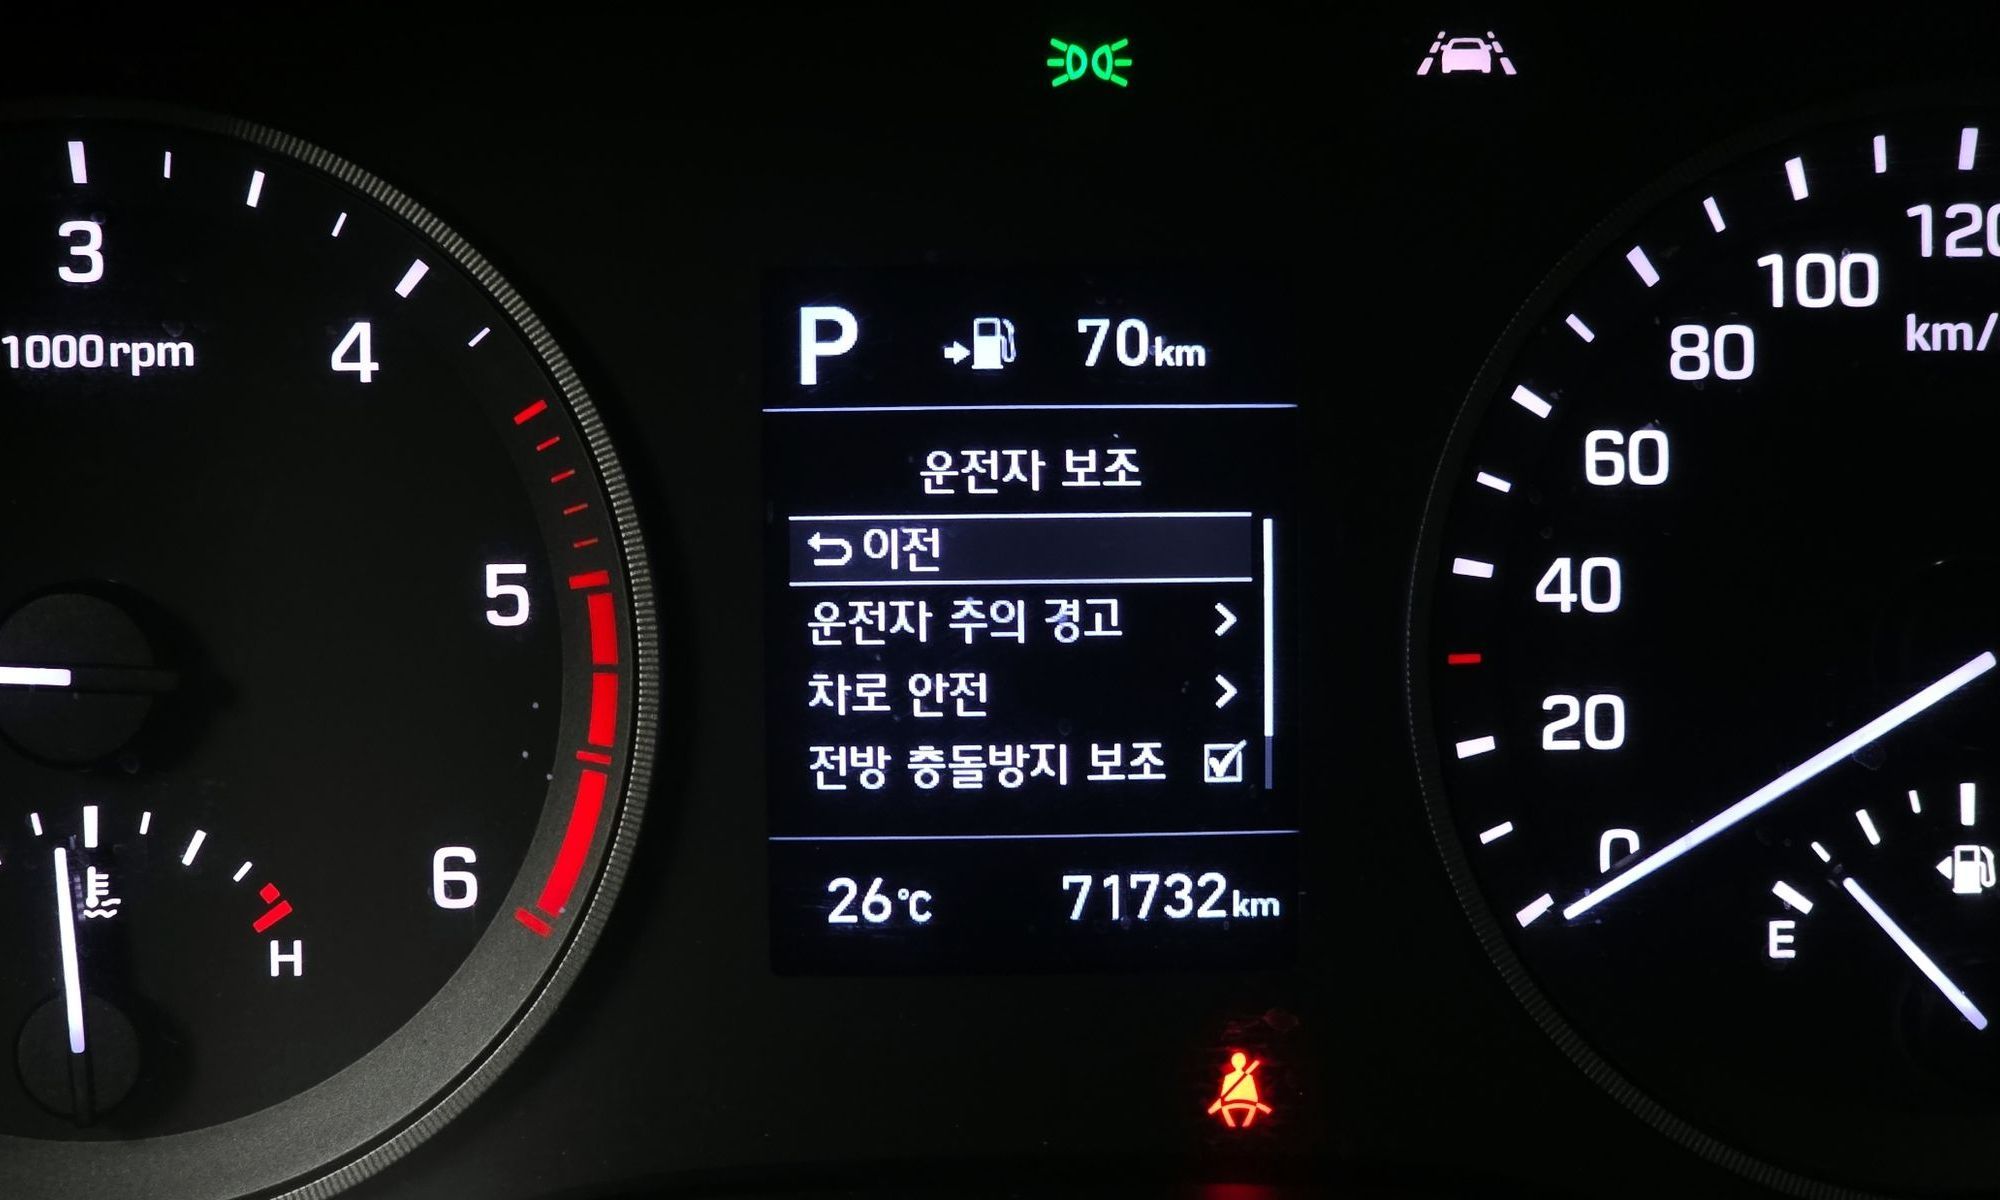 3
1000rpm
4
5
6
H
P 70km
운전자 보조
이전
운전자 주의 경고
차로 안전
전방 충돌방지 보조
26℃ 71732km
120
100
km/
80
60
40
20
0
E